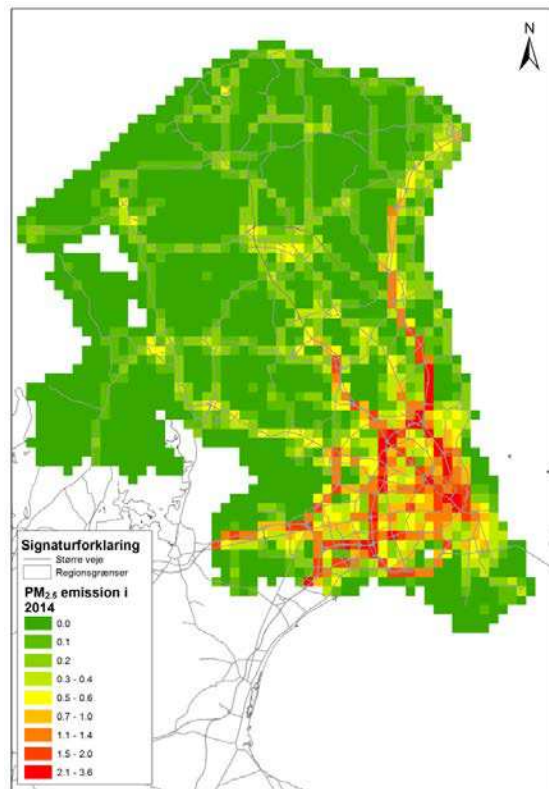 N
Signaturforklaring
Større veje
Regionsgrænser
PM2.5 emission i
2014
0.0
0.1
0.2
0.3 - 0.4
0.5 - 0.6
0.7 - 1.0
1.1 - 1.4
1.5 - 2.0
2.1 - 3.6